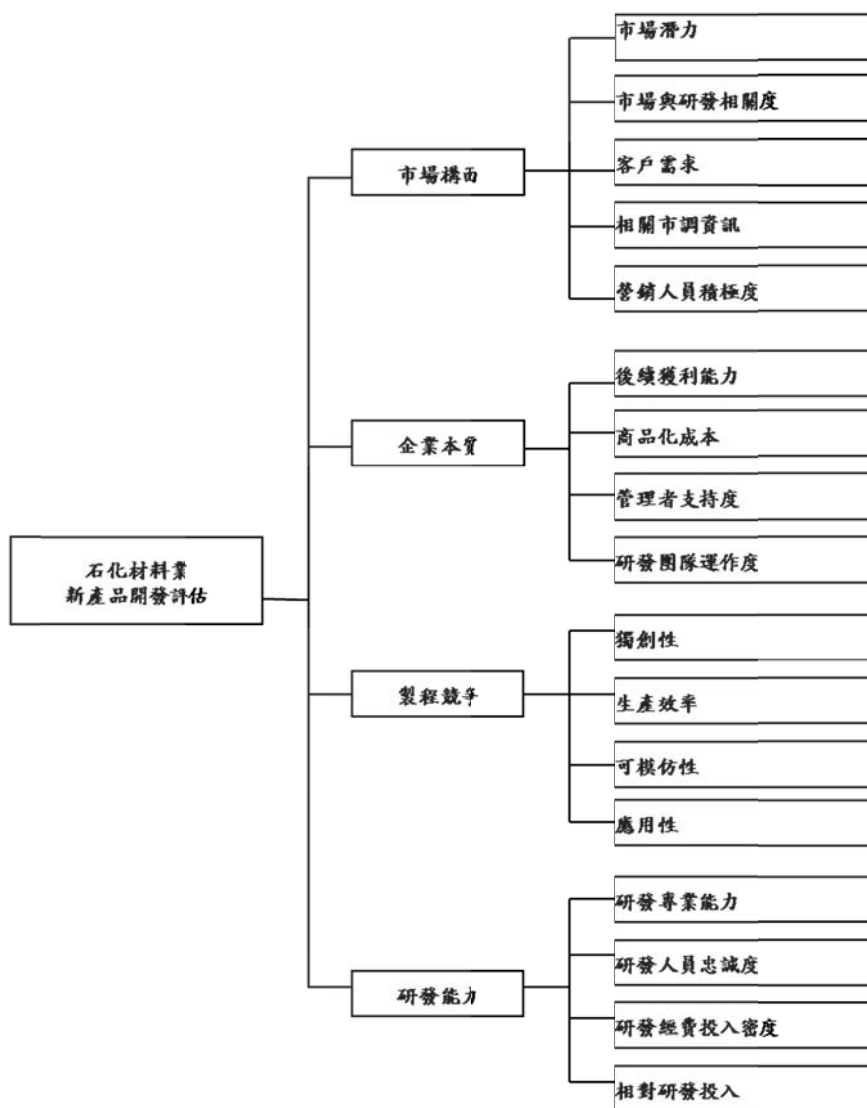 石化材料業
新產品開發評估
市場構面
市場潛力
市場與研發相關度
客戶需求
相關市調資訊
營銷人員積極度
企業本質
後續獲利能力
商品化成本
管理者支持度
研發團隊運作度
製程競爭
獨創性
生產效率
可模仿性
應用性
研發能力
研發專業能力
研發人員忠誠度
研發經費投入密度
相對研發投入